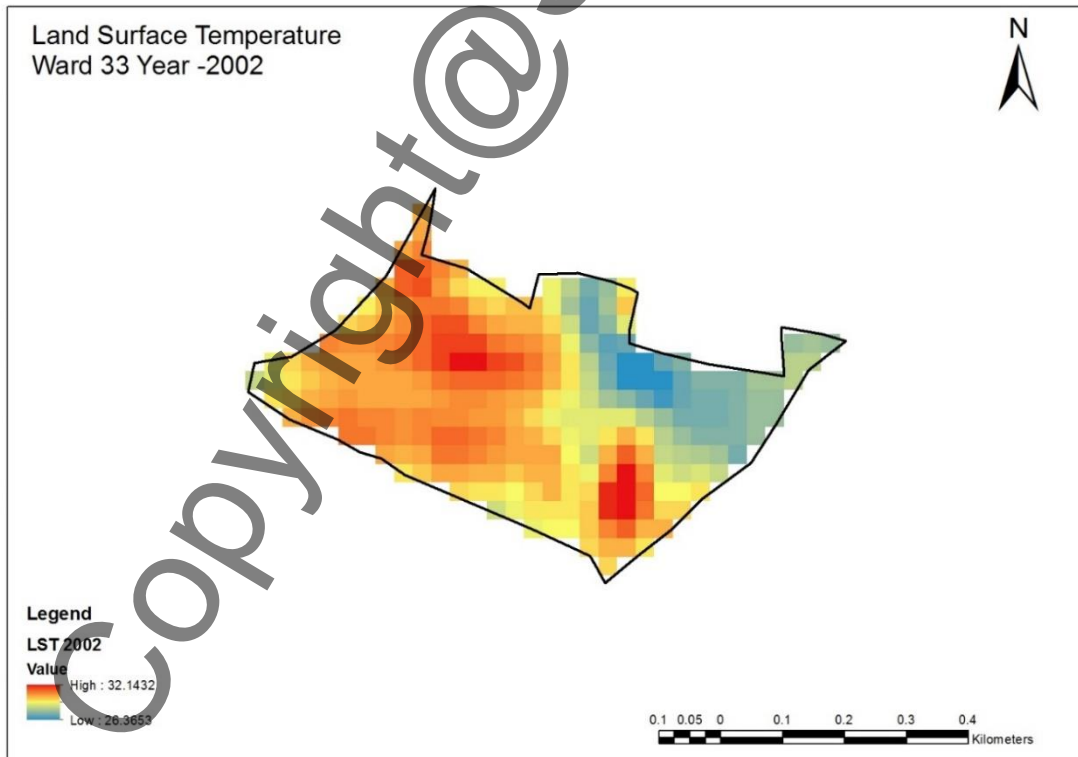 Land Surface Temperature
Ward 33 Year -2002
N
Copyright@
Legend
LST 2002
Value
High : 32.1432
Low : 26.3653
0.1 0.05 0 0.1 0.2 0.3 0.4
Kilometers